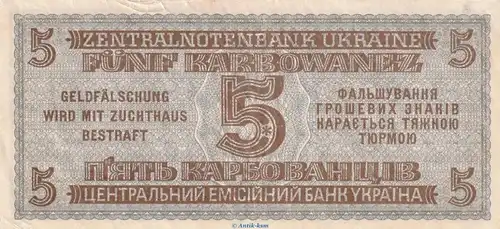 5 ZENTRALNOTENBANK UKRAINE 5
FÜNF KARBOWANEZ
GELDFÄLSCHUNG
WIRD MIT ZUCHTHAUS
BESTRAFT
5
ФАЛЬШУВАННЯ
ГРОШЕВИХ ЗНАКІВ
КАРАЄТЬСЯ ТЯЖКОЮ
ТЮРМОЮ
П'ЯТЬ КАРБОВАНЦІВ
5 ЦЕНТРАЛЬНИЙ ЕМІСІЙНИЙ БАНК УКРАЇНА 5
© Antik-ksm